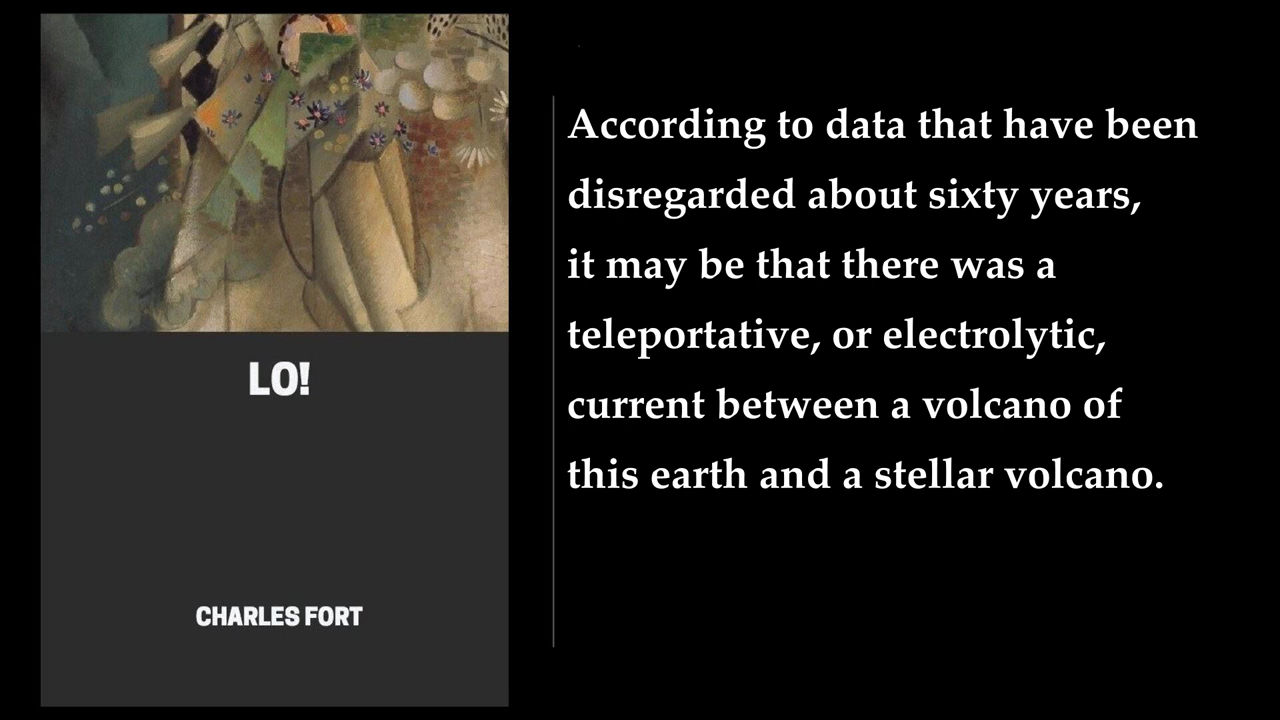 LO!
CHARLES FORT
According to data that have been
disregarded about sixty years,
it may be that there was a
teleportative, or electrolytic,
current between a volcano of
this earth and a stellar volcano.